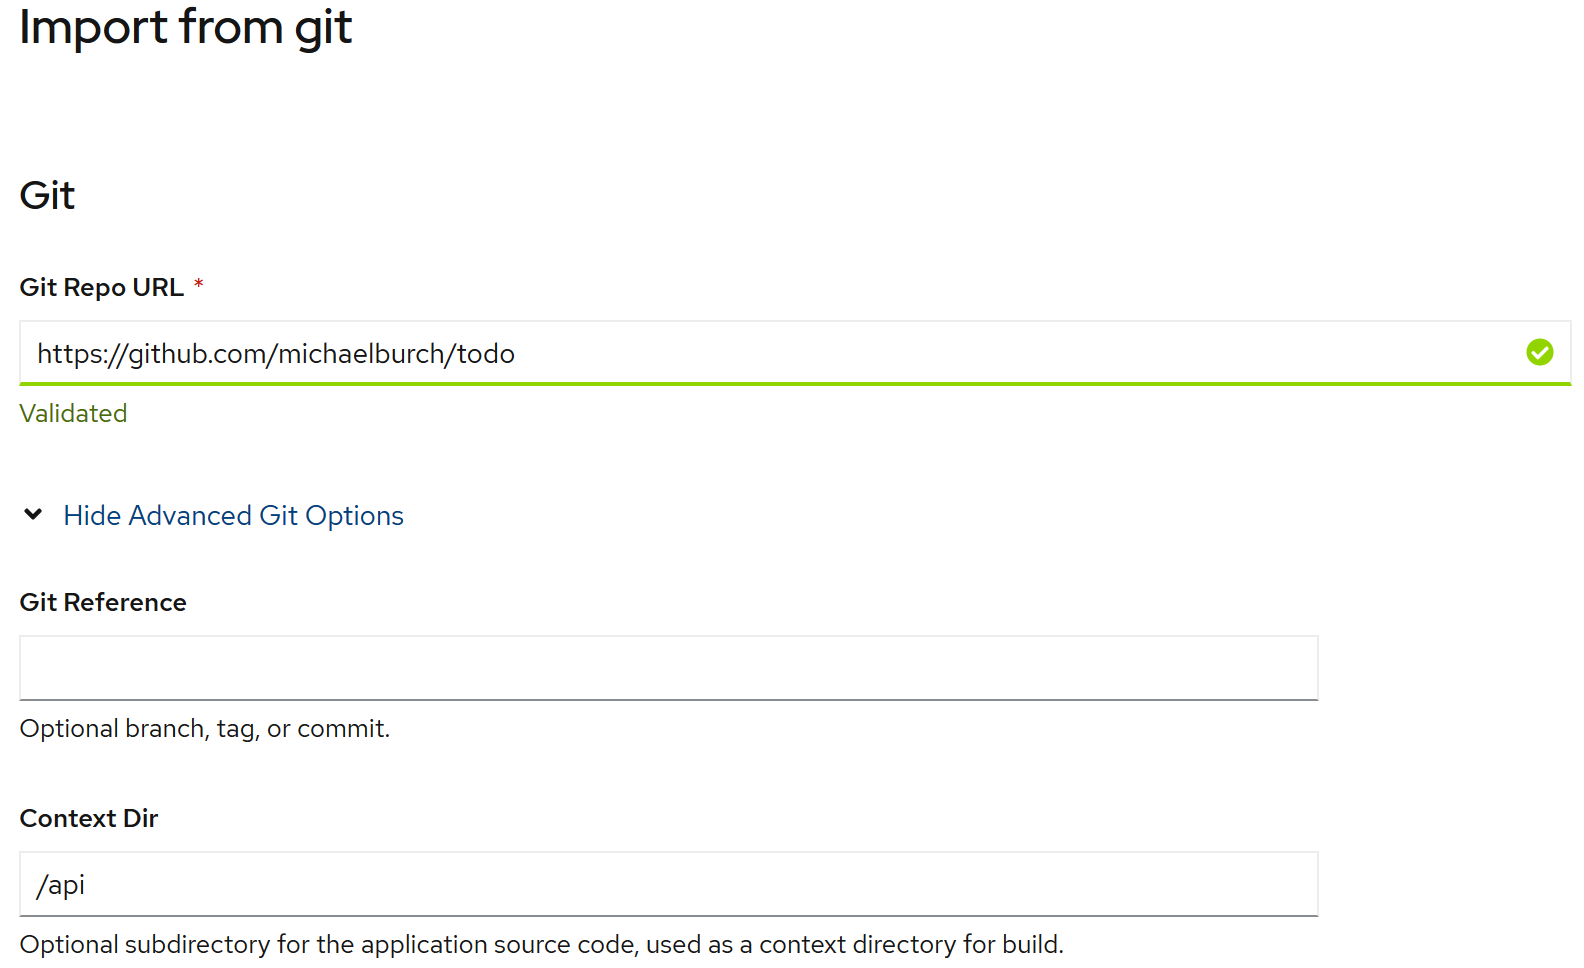 Import from git
Git
Git Repo URL *
https://github.com/michaelburch/todo
Validated
Hide Advanced Git Options
Git Reference
Optional branch, tag, or commit.
Context Dir
/api
Optional subdirectory for the application source code, used as a context directory for build.